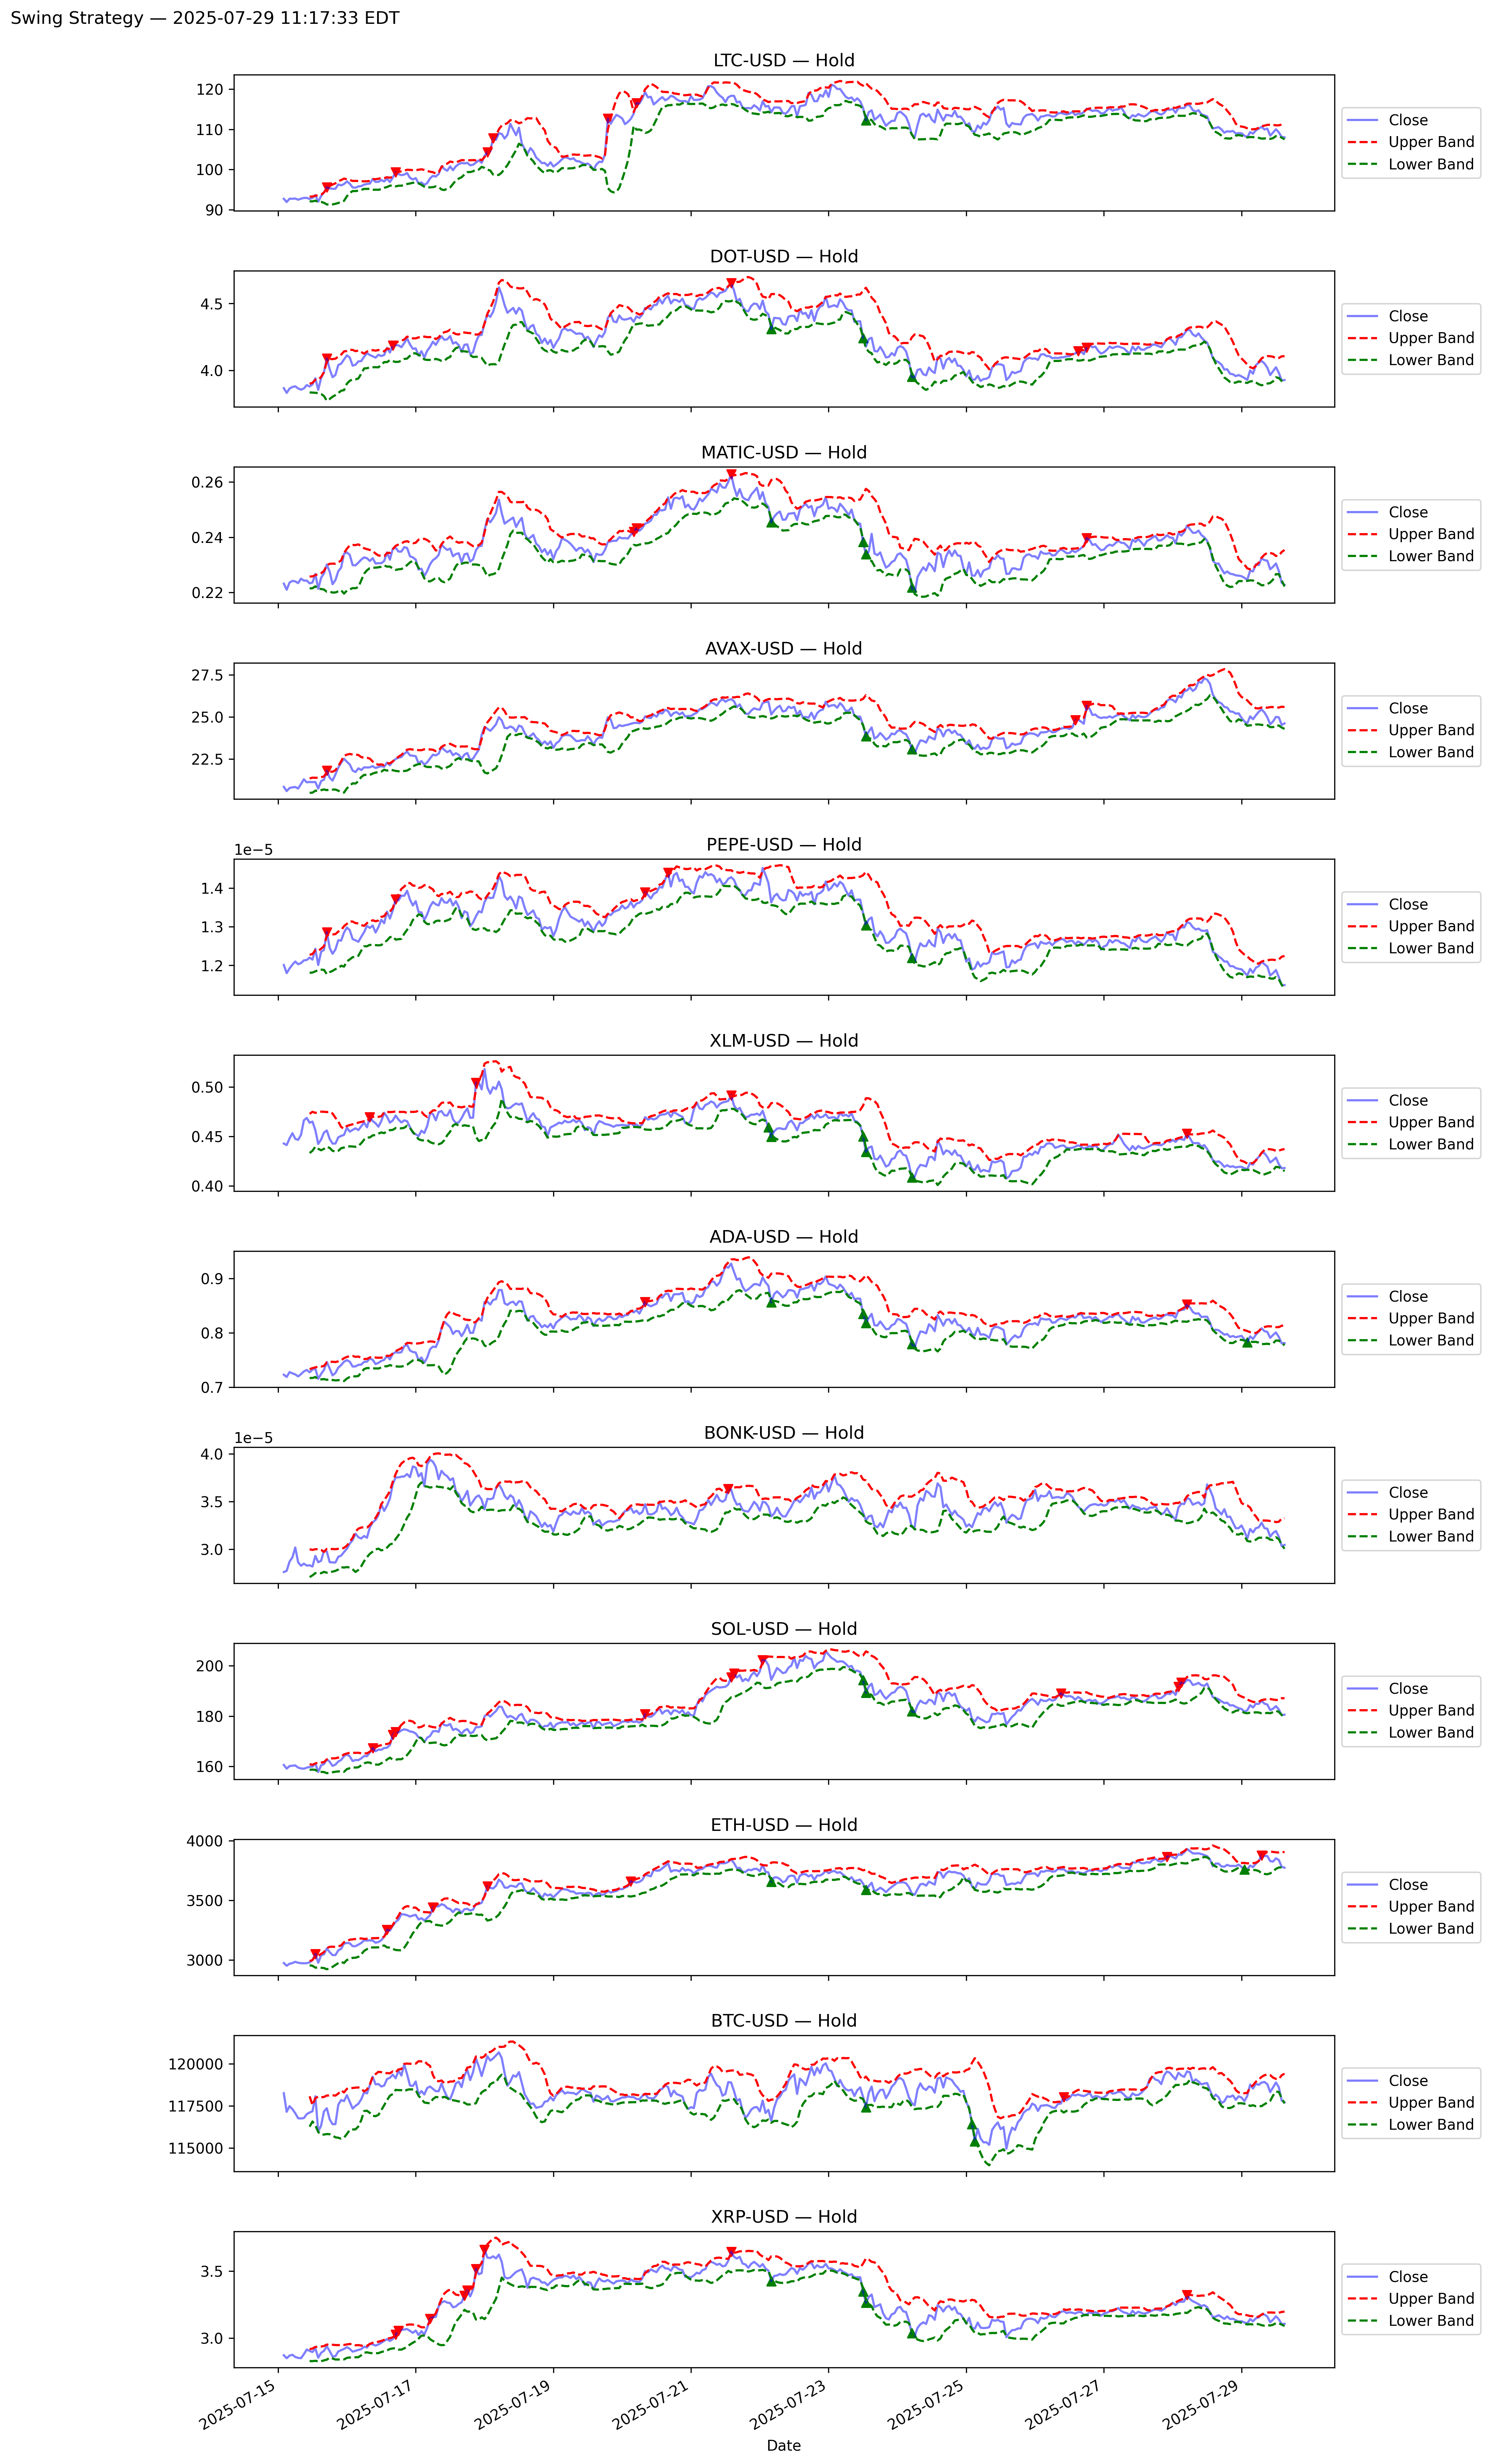 Swing Strategy — 2025-07-29 11:17:33 EDT
LTC-USD — Hold
120
110
100
90
Close
Upper Band
Lower Band
DOT-USD — Hold
4.5
4.0
Close
Upper Band
Lower Band
MATIC-USD — Hold
0.26
0.24
0.22
Close
Upper Band
Lower Band
AVAX-USD — Hold
27.5
25.0
22.5
Close
Upper Band
Lower Band
PEPE-USD — Hold
1e−5
1.4
1.3
1.2
Close
Upper Band
Lower Band
XLM-USD — Hold
0.50
0.45
0.40
Close
Upper Band
Lower Band
ADA-USD — Hold
0.9
0.8
0.7
Close
Upper Band
Lower Band
BONK-USD — Hold
1e−5
4.0
3.5
3.0
Close
Upper Band
Lower Band
SOL-USD — Hold
200
180
160
Close
Upper Band
Lower Band
ETH-USD — Hold
4000
3500
3000
Close
Upper Band
Lower Band
BTC-USD — Hold
120000
117500
115000
Close
Upper Band
Lower Band
XRP-USD — Hold
3.5
3.0
Close
Upper Band
Lower Band
2025-07-15
2025-07-17
2025-07-19
2025-07-21
2025-07-23
2025-07-25
2025-07-27
2025-07-29
Date